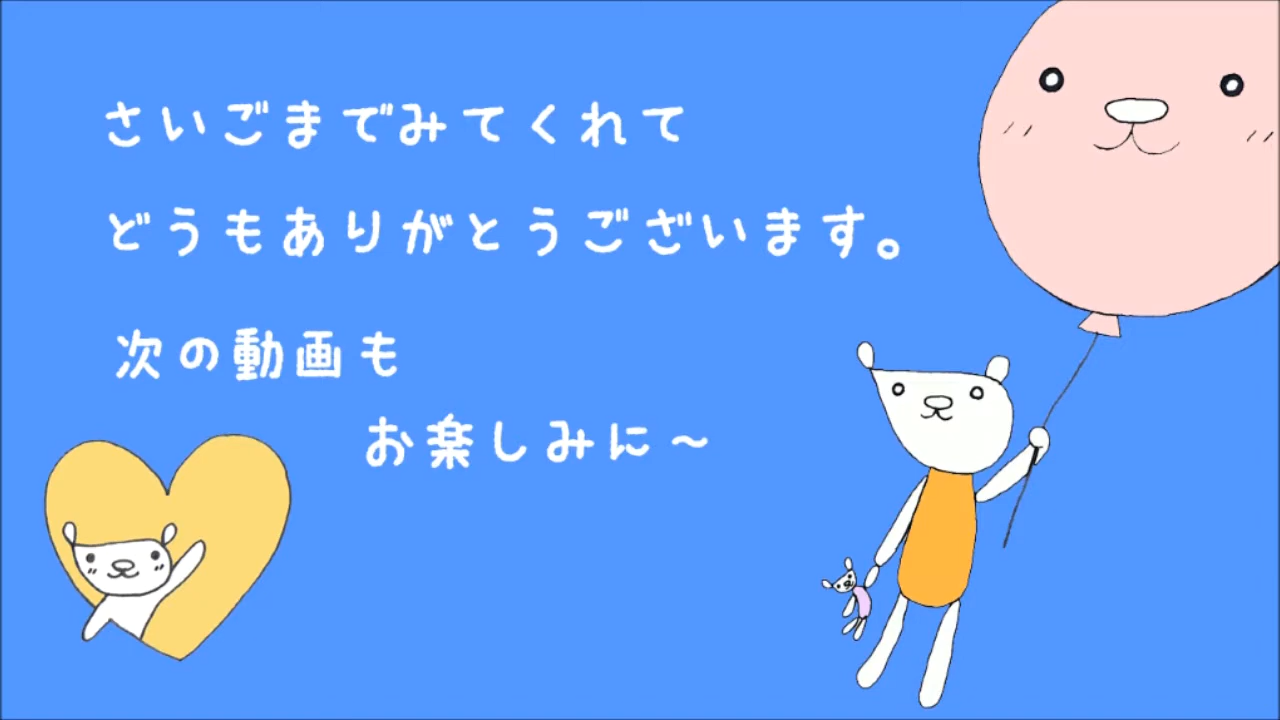 さいごまでみてくれて
どうもありがとうございます。
次の動画も
お楽しみに～